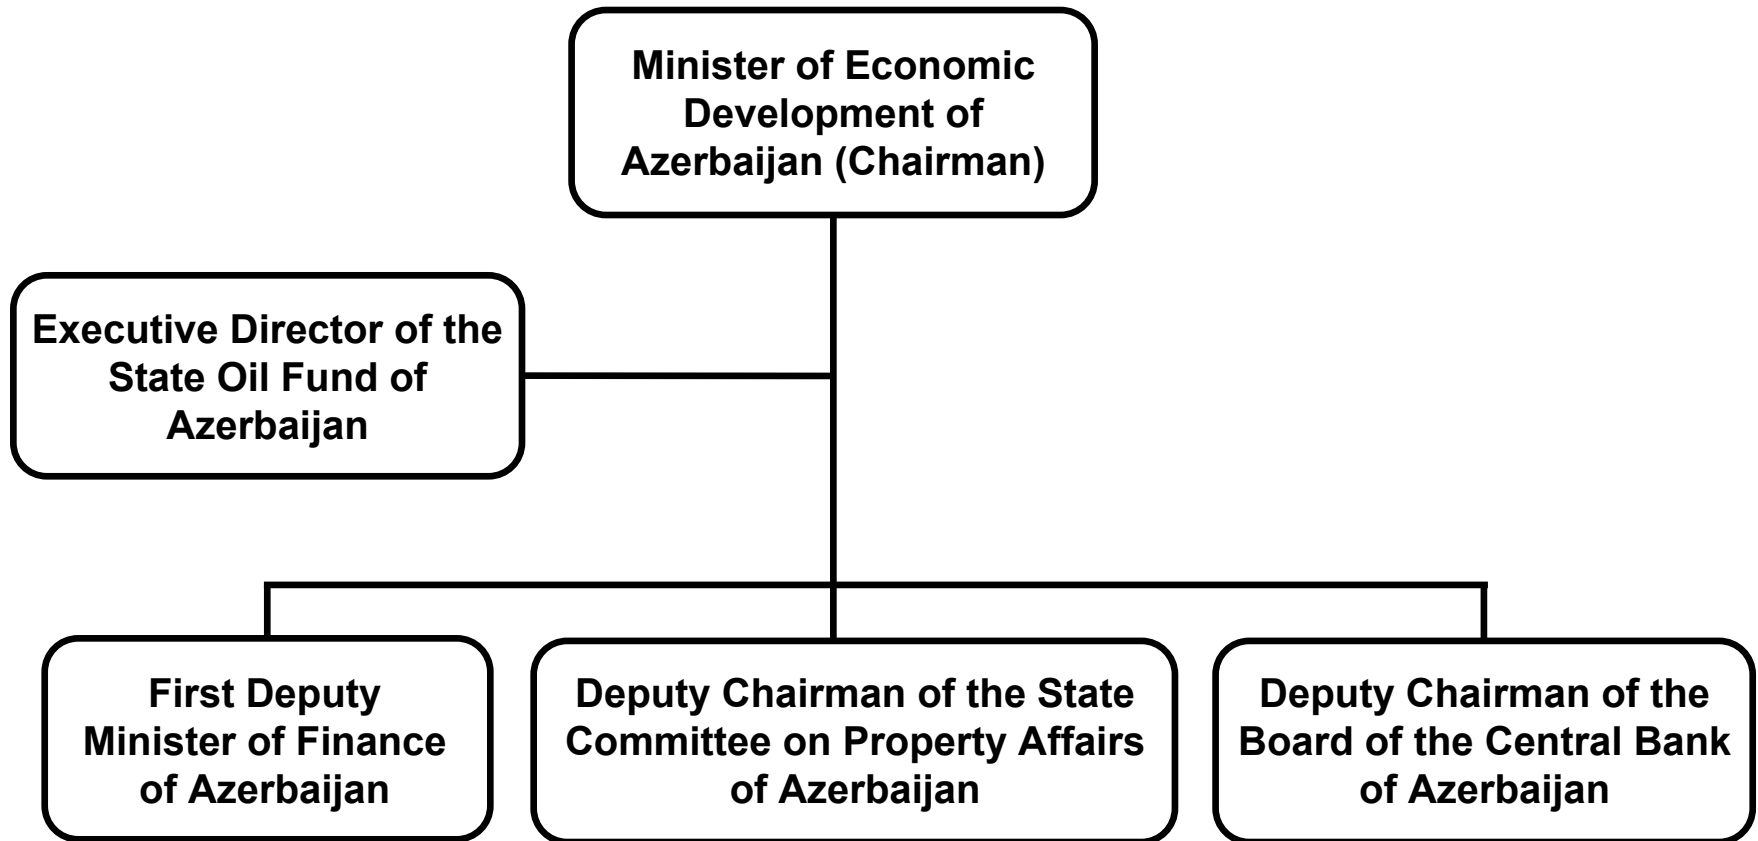 Minister of Economic
Development of
Azerbaijan (Chairman)
Executive Director of the
State Oil Fund of
Azerbaijan
First Deputy
Minister of Finance
of Azerbaijan
Deputy Chairman of the State
Committee on Property Affairs
of Azerbaijan
Deputy Chairman of the
Board of the Central Bank
of Azerbaijan